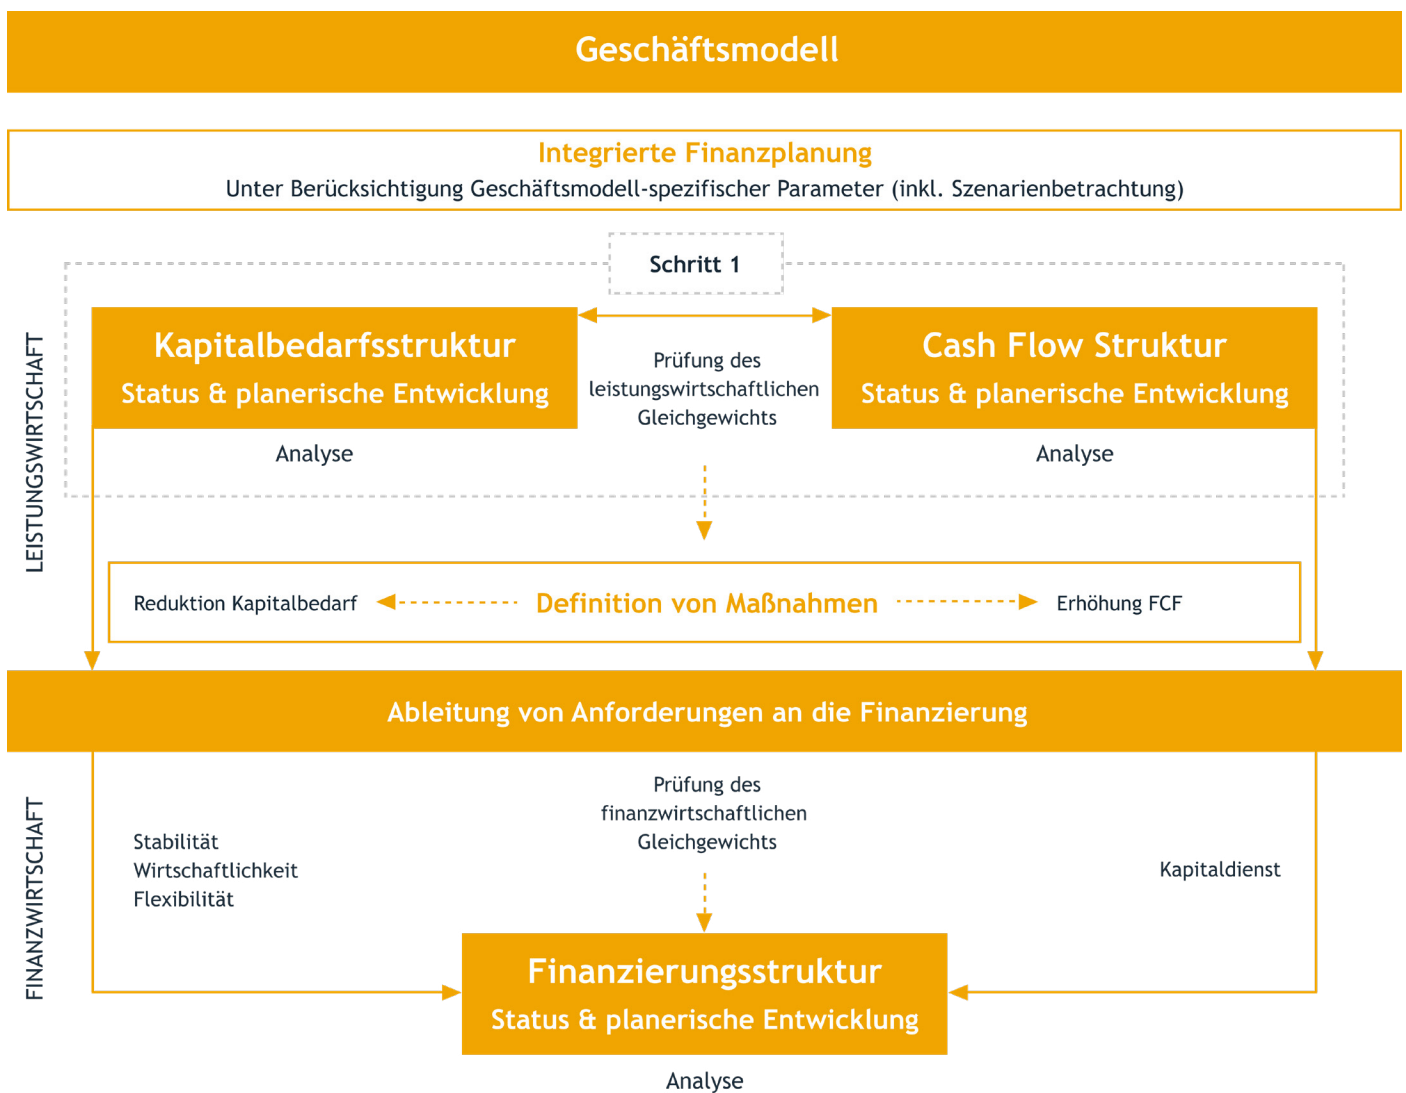 Geschäftsmodell
Integrierte Finanzplanung
Unter Berücksichtigung Geschäftsmodell-spezifischer Parameter (inkl. Szenarienbetrachtung)
Schritt 1
LEISTUNGSWIRTSCHAFT
Kapitalbedarfsstruktur
Status & planerische Entwicklung
Analyse
Prüfung des
leistungswirtschaftlichen
Gleichgewichts
Cash Flow Struktur
Status & planerische Entwicklung
Analyse
Reduktion Kapitalbedarf
Definition von Maßnahmen
Erhöhung FCF
Ableitung von Anforderungen an die Finanzierung
FINANZWIRTSCHAFT
Stabilität
Wirtschaftlichkeit
Flexibilität
Prüfung des
finanzwirtschaftlichen
Gleichgewichts
Kapitaldienst
Finanzierungsstruktur
Status & planerische Entwicklung
Analyse